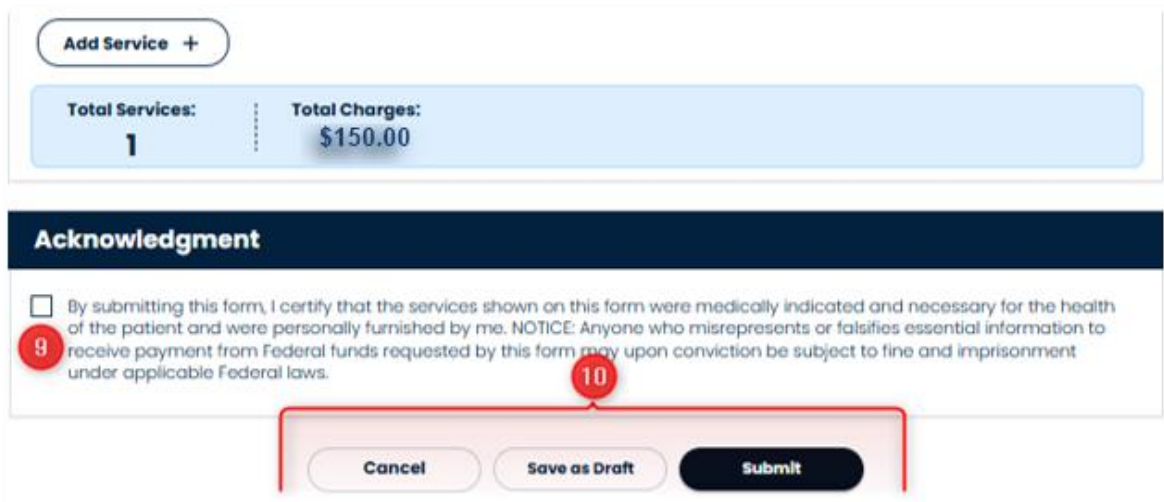 Add Service +
Total Services: Total Charges:
1 $150.00
Acknowledgment
By submitting this form, I certify that the services shown on this form were medically indicated and necessary for the health
of the patient and were personally furnished by me. NOTICE: Anyone who misrepresents or falsifies essential information to
9 receive payment from Federal funds requested by this form may upon conviction be subject to fine and imprisonment
under applicable Federal laws.
10
Cancel Save as Draft Submit